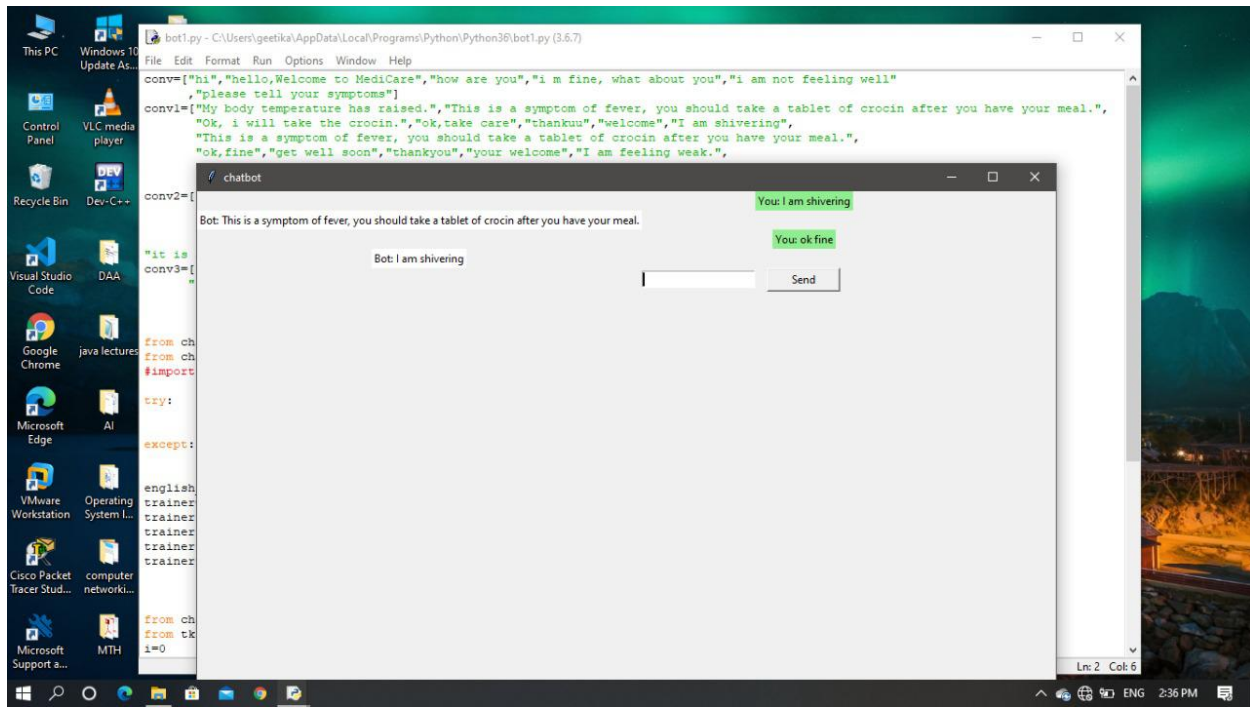 This PC
Windows 10
Update As...
Control
Panel
VLC media
player
Recycle Bin
Dev-C++
Visual Studio
Code
DAA
Google
Chrome
java lectures
Microsoft
Edge
AI
VMware
Workstation
Operating
System I...
Cisco Packet
Tracer Stud...
computer
networki...
Microsoft
Support a...
MTH
bot1.py - C:\Users\geetika\AppData\Local\Programs\Python\Python36\bot1.py (3.6.7)
File Edit Format Run Options Window Help
conv=["hi","hello,Welcome to MediCare","how are you","i m fine, what about you","i am not feeling well"
,"please tell your symptoms"]
conv1=["My body temperature has raised.","This is a symptom of fever, you should take a tablet of crocin after you have your meal.",
"Ok, i will take the crocin.","ok,take care","thankuu","welcome","I am shivering",
"This is a symptom of fever, you should take a tablet of crocin after you have your meal.",
"ok,fine","get well soon","thankyou","your welcome","I am feeling weak.",
conv2=[
"it is
conv3=[
"
from ch
from ch
#import
try:
except:
english
trainer
trainer
trainer
trainer
trainer
from ch
from tk
i=0
chatbot
You: I am shivering
Bot: This is a symptom of fever, you should take a tablet of crocin after you have your meal.
You: ok fine
Bot: I am shivering
Send
Ln: 2 Col: 6
ENG 2:36 PM